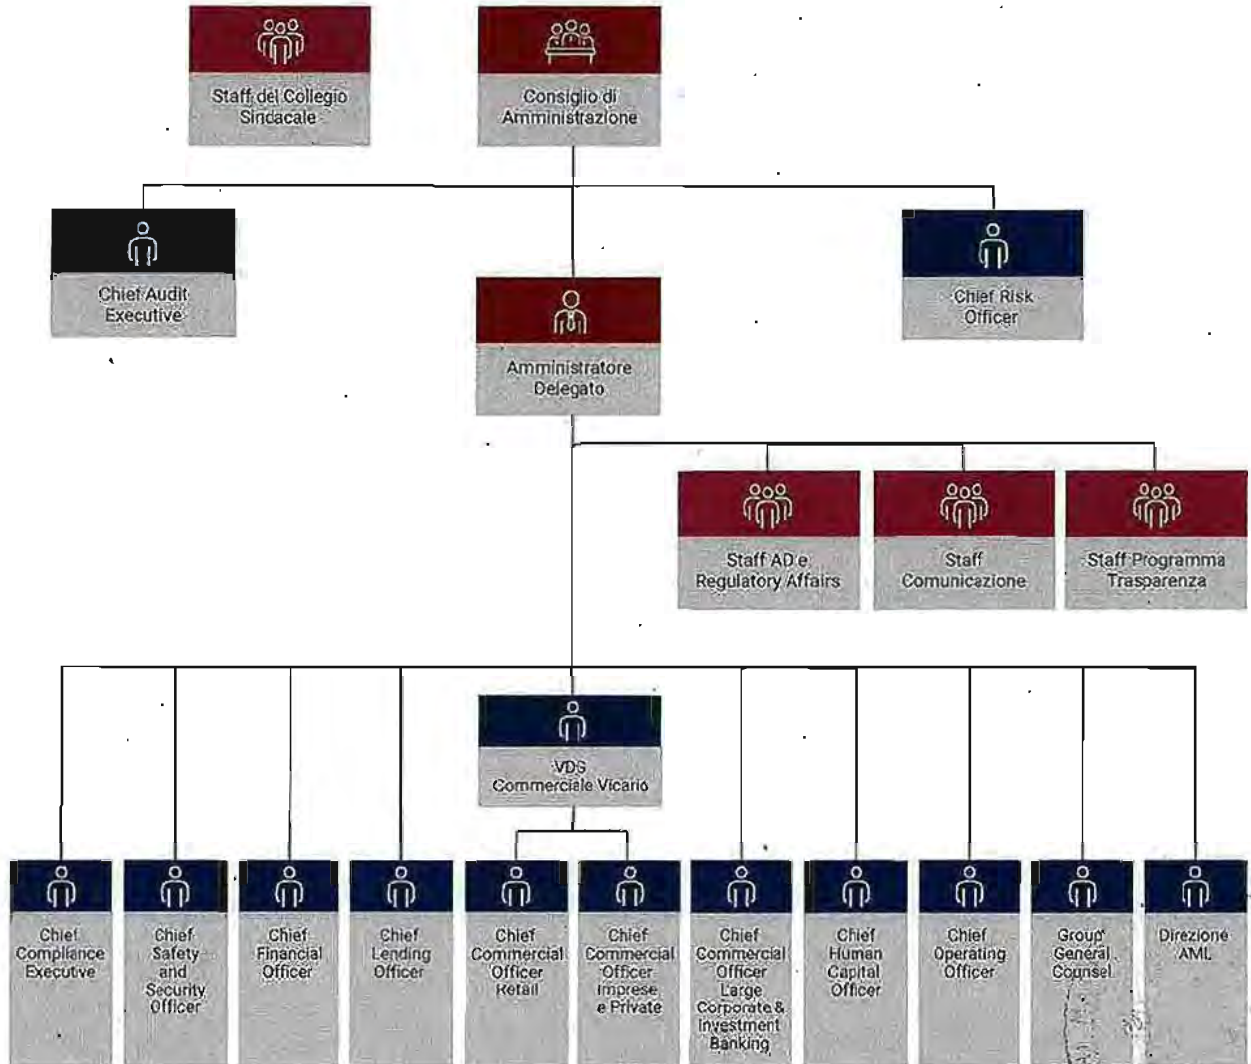 Staff del Collegio
Sindacale
Consiglio di
Amministrazione
Chief Audit
Executive
Chief Risk
Officer
Amministratore
Delegato
Staff AD e
Regulatory Affairs
Staff
Comunicazione
Staff Programma
Trasparenza
VDG
Commerciale Vicario
Chief
Compliance
Executive
Chief
Safety
and
Security
Officer
Chief
Financial
Officer
Chief
Lending
Officer
Chief
Commercial
Officer
Retail
Chief
Commercial
Officer
Imprese
e Private
Chief
Commercial
Officer
Large
Corporate &
Investment
Banking
Chief
Human
Capital
Officer
Chief
Operating
Officer
Group
General
Counsel
Direzione
AML